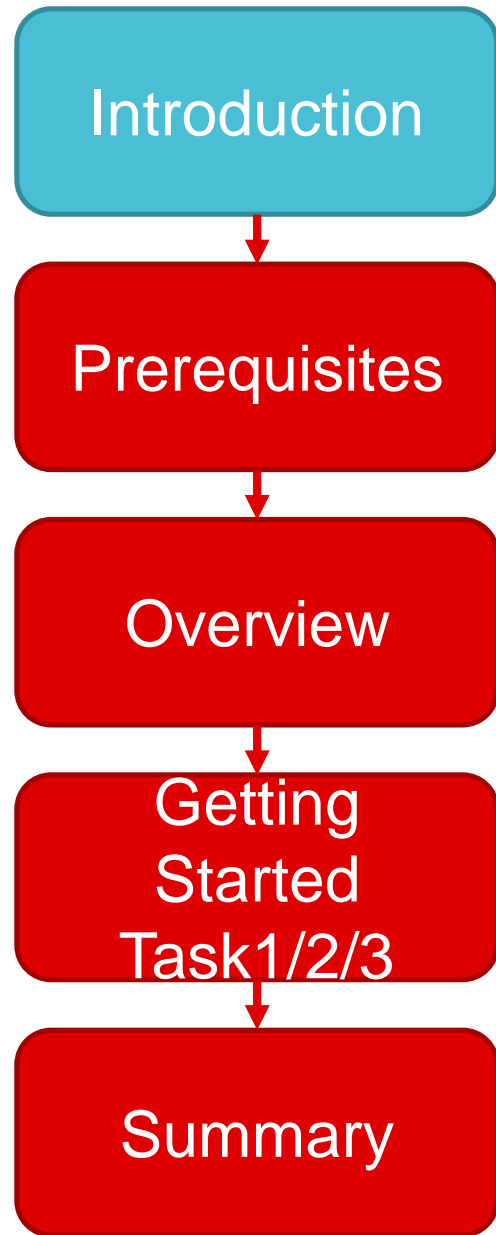 Introduction
Prerequisites
Overview
Getting
Started
Task1/2/3
Summary